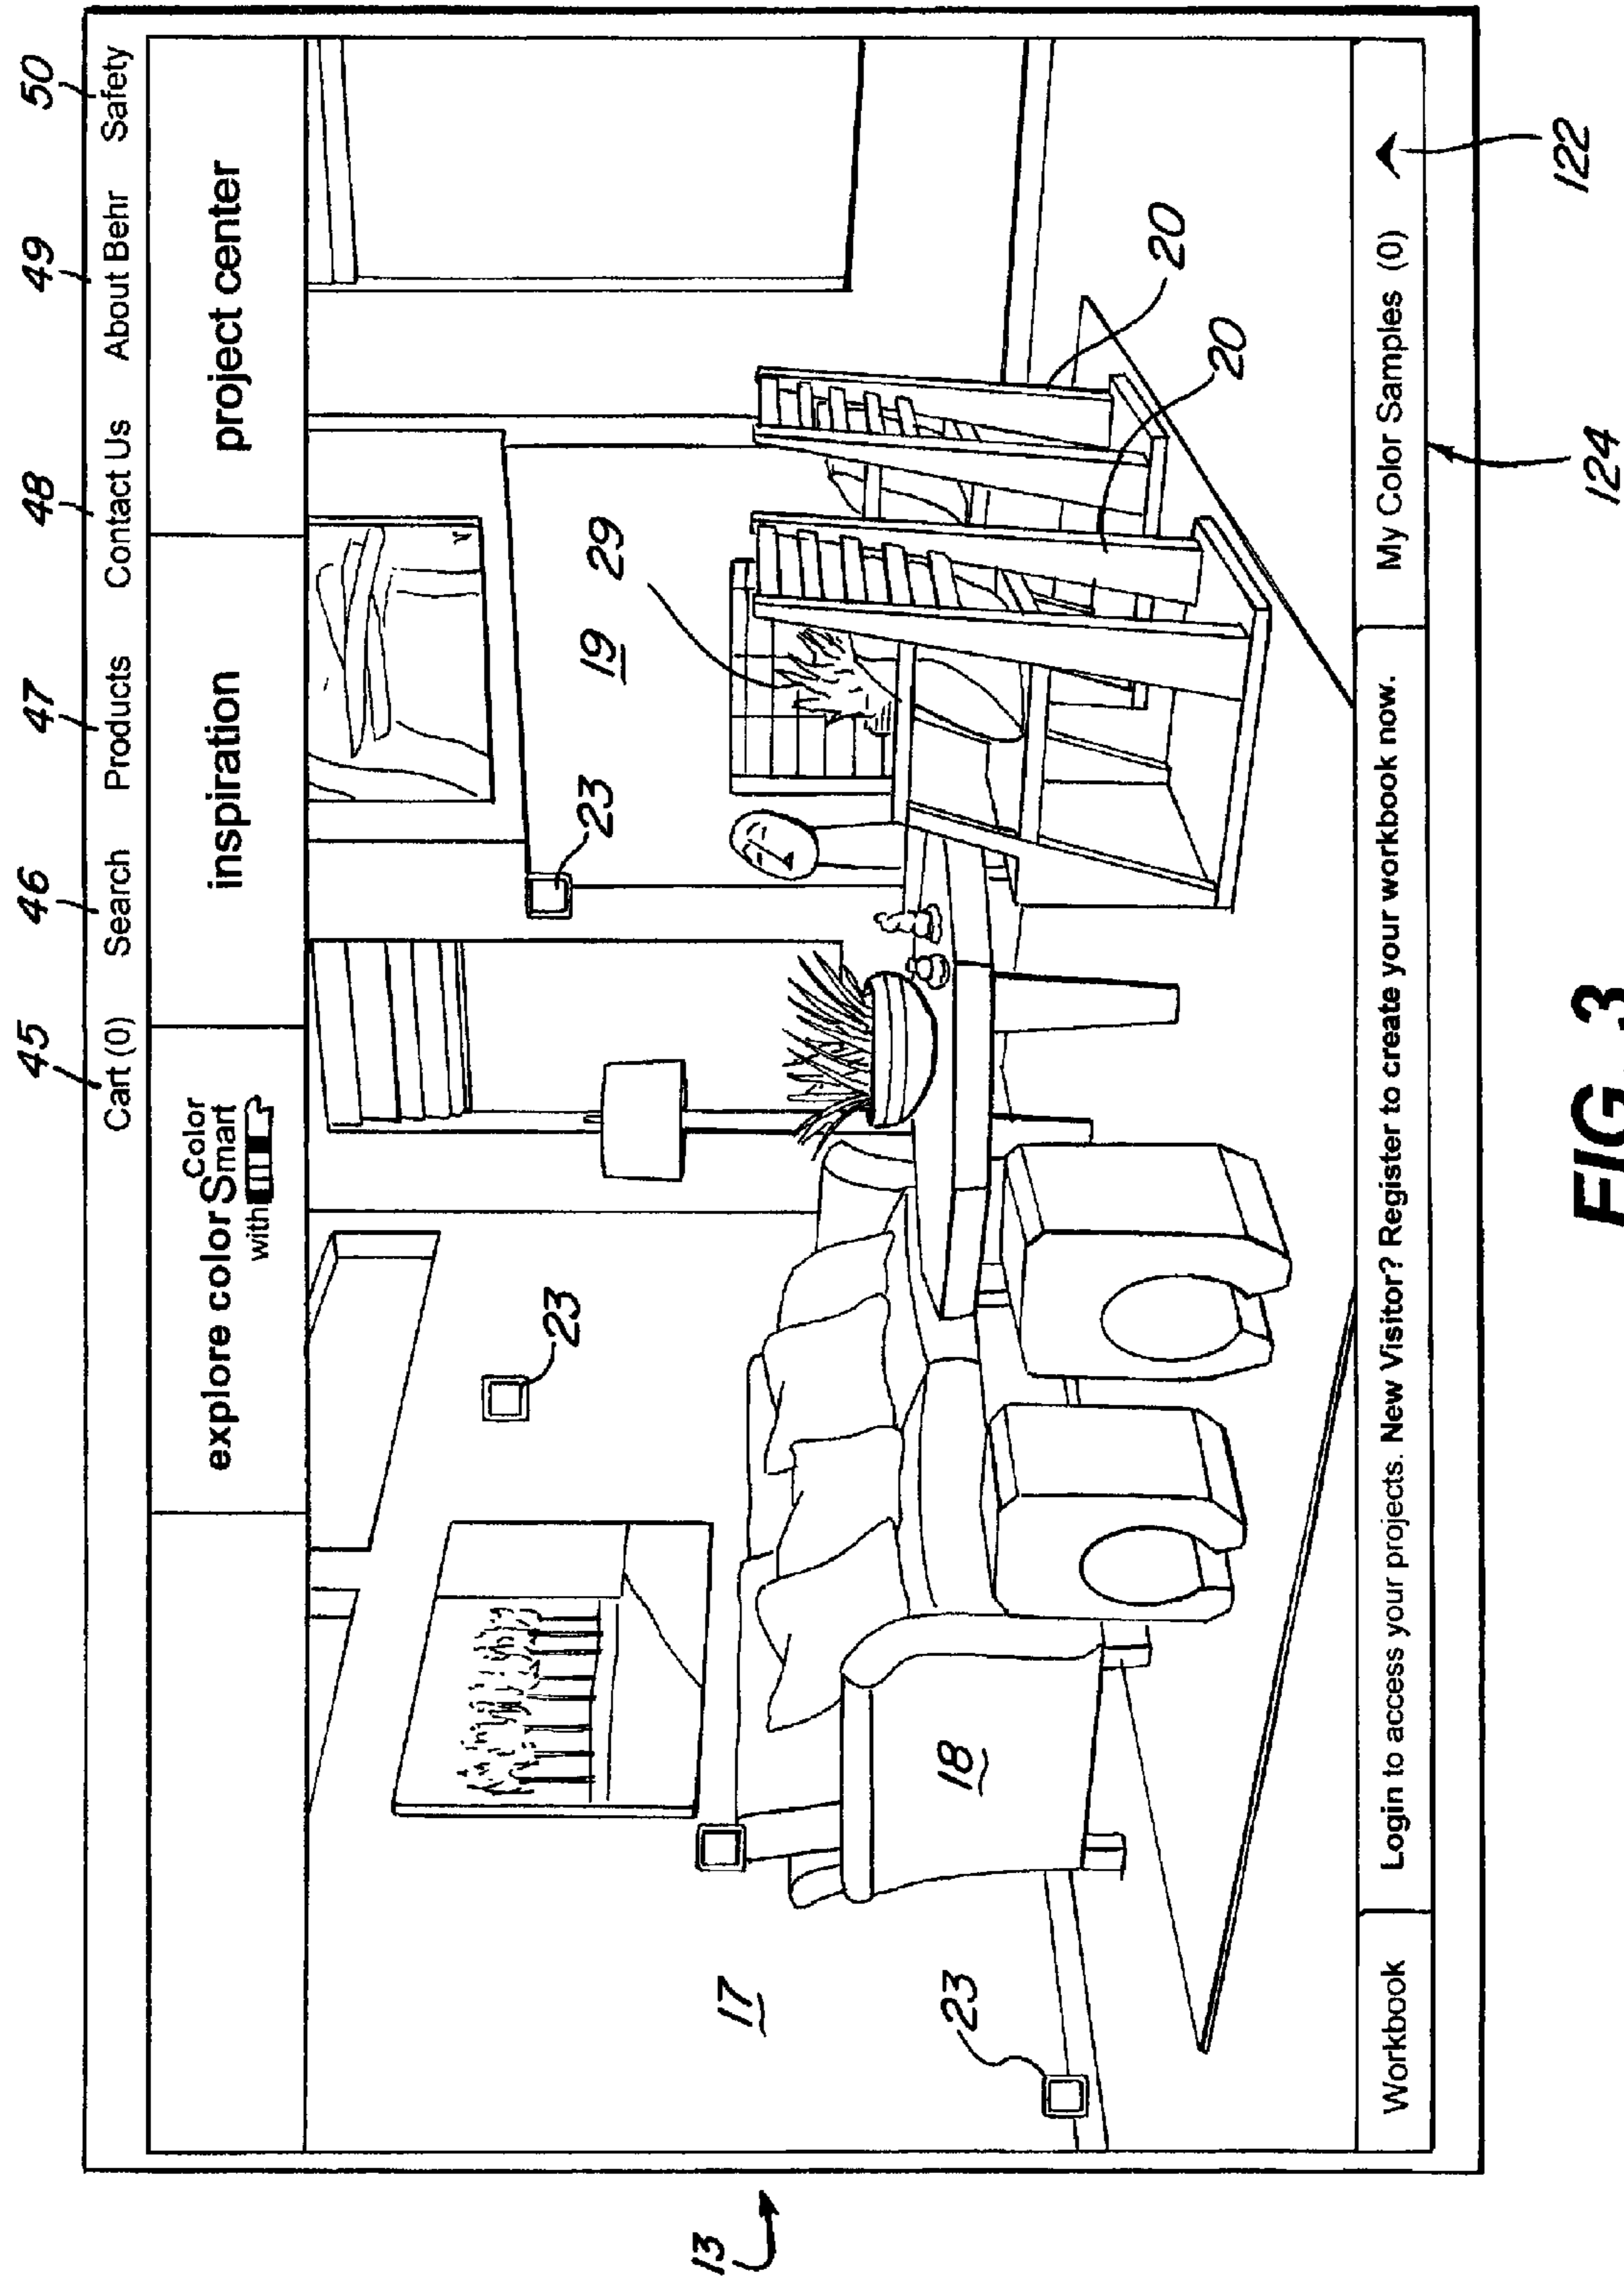 45 46 47 48 49 50
Cart (0) Search Products Contact Us About Behr Safety
explore color with Color Smart
inspiration
project center
23
23
19
29
20
20
17
18
23
13
Workbook
Login to access your projects. New Visitor? Register to create your workbook now.
My Color Samples (0)
124
122
FIG. 3